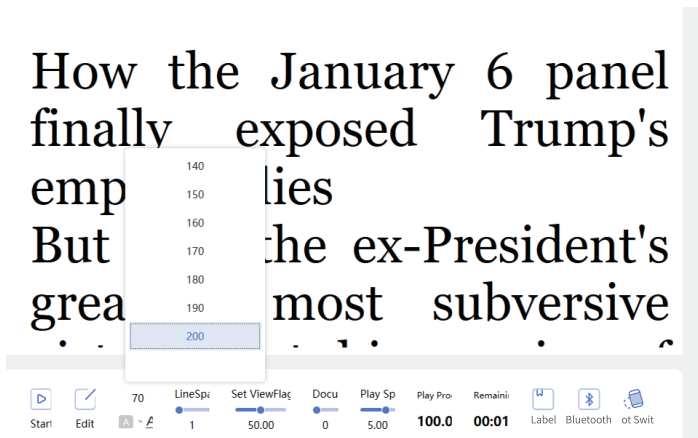 How the January 6 panel
finally exposed Trump's
emp lies
But the ex-President's
grea most subversive
140
150
160
170
180
190
200
70
LineSpa
Set ViewFlag
Docu
Play Sp
Play Pro
Remaini
Start
Edit
A
A
1
50.00
0
5.00
100.0
00:01
Label
Bluetooth
ot Swit